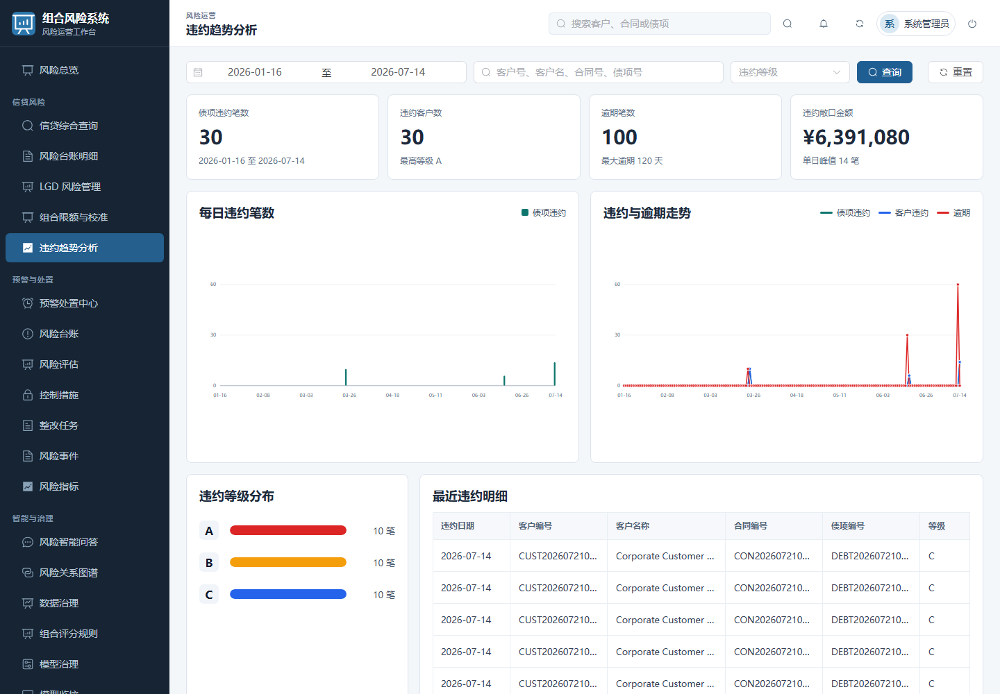 组合风险系统
风险运营工作台
风险总览
信贷风险
信贷综合查询
风险台账明细
LGD 风险管理
组合限额与校准
违约趋势分析
预警与处置
预警处置中心
风险台账
风险评估
控制措施
整改任务
风险事件
风险指标
智能与治理
风险智能问答
风险关系图谱
数据治理
组合评分规则
模型治理
模型监控
风险运营
违约趋势分析
搜索客户、合同或债项
系 系统管理员
2026-01-16 至 2026-07-14
客户号、客户名、合同号、债项号
违约等级
查询
重置
债项违约笔数
30
2026-01-16 至 2026-07-14
违约客户数
30
最高等级 A
逾期笔数
100
最大逾期 120 天
违约敞口金额
¥6,391,080
单日峰值 14 笔
每日违约笔数
债项违约
60
30
0
01-16 02-08 03-03 03-26 04-18 05-11 06-03 06-26 07-14
违约与逾期走势
债项违约 客户违约 逾期
60
30
0
01-16 02-08 03-03 03-26 04-18 05-11 06-03 06-26 07-14
违约等级分布
A 10 笔
B 10 笔
C 10 笔
最近违约明细
违约日期 客户编号 客户名称 合同编号 债项编号 等级
2026-07-14 CUST202607210... Corporate Customer ... CON202607210... DEBT202607210... C
2026-07-14 CUST202607210... Corporate Customer ... CON202607210... DEBT202607210... C
2026-07-14 CUST202607210... Corporate Customer ... CON202607210... DEBT202607210... C
2026-07-14 CUST202607210... Corporate Customer ... CON202607210... DEBT202607210... C
2026-07-14 CUST202607210... Corporate Customer ... CON202607210... DEBT202607210... C